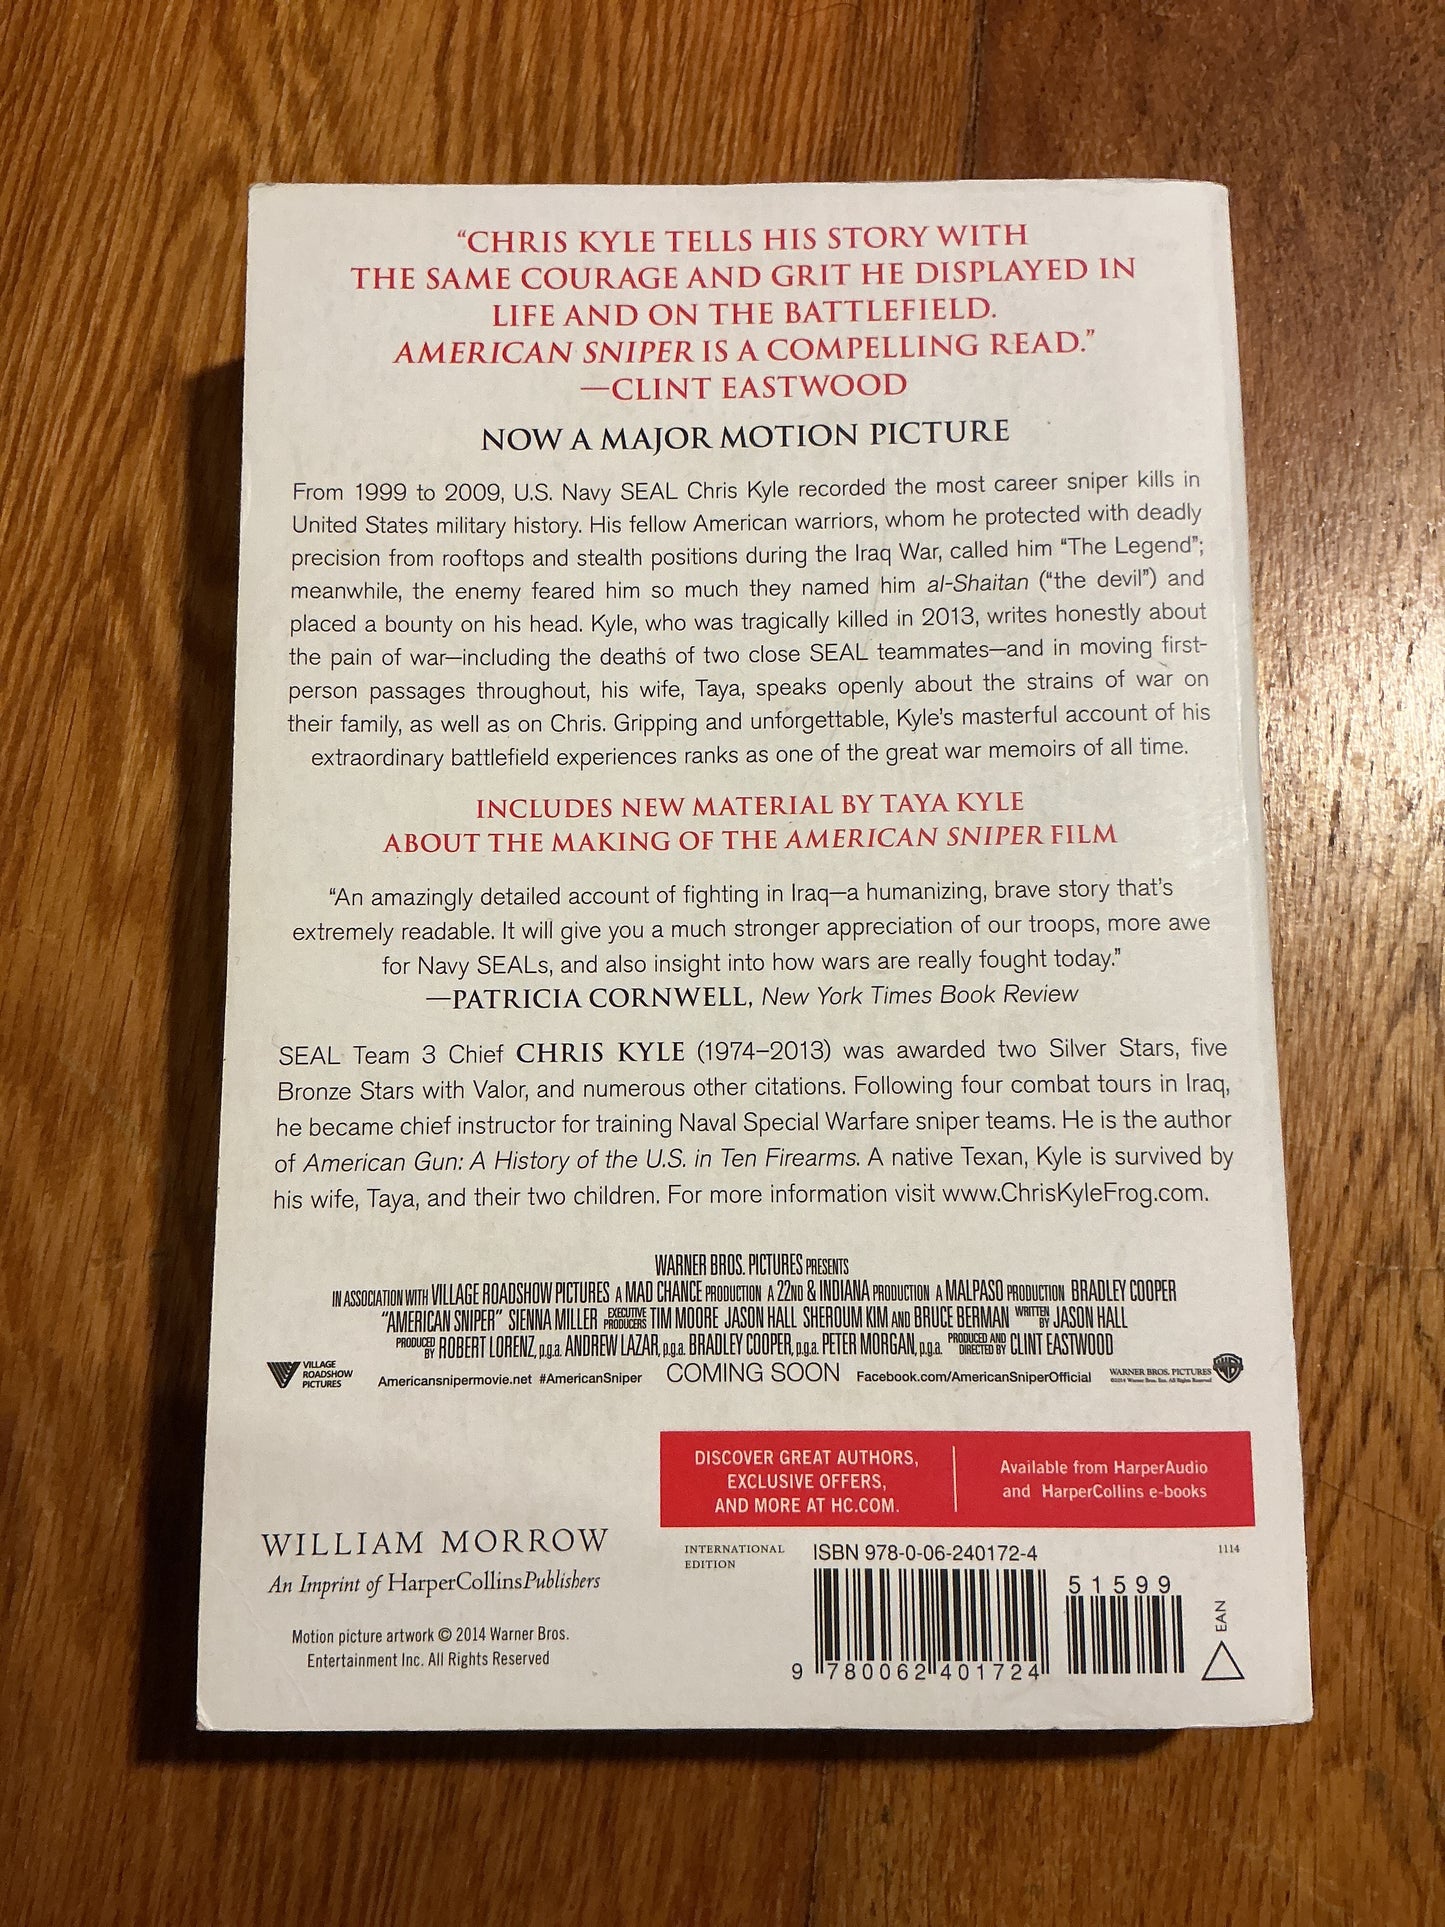 “CHRIS KYLE TELLS HIS STORY WITH
THE SAME COURAGE AND GRIT HE DISPLAYED IN
LIFE AND ON THE BATTLEFIELD.
AMERICAN SNIPER IS A COMPELLING READ.”
—CLINT EASTWOOD
NOW A MAJOR MOTION PICTURE
From 1999 to 2009, U.S. Navy SEAL Chris Kyle recorded the most career sniper kills in
United States military history. His fellow American warriors, whom he protected with deadly
precision from rooftops and stealth positions during the Iraq War, called him “The Legend”;
meanwhile, the enemy feared him so much they named him al-Shaitan (“the devil”) and
placed a bounty on his head. Kyle, who was tragically killed in 2013, writes honestly about
the pain of war—including the deaths of two close SEAL teammates—and in moving first-
person passages throughout, his wife, Taya, speaks openly about the strains of war on
their family, as well as on Chris. Gripping and unforgettable, Kyle’s masterful account of his
extraordinary battlefield experiences ranks as one of the great war memoirs of all time.
INCLUDES NEW MATERIAL BY TAYA KYLE
ABOUT THE MAKING OF THE AMERICAN SNIPER FILM
“An amazingly detailed account of fighting in Iraq—a humanizing, brave story that’s
extremely readable. It will give you a much stronger appreciation of our troops, more awe
for Navy SEALs, and also insight into how wars are really fought today.”
—PATRICIA CORNWELL, New York Times Book Review
SEAL Team 3 Chief CHRIS KYLE (1974–2013) was awarded two Silver Stars, five
Bronze Stars with Valor, and numerous other citations. Following four combat tours in Iraq,
he became chief instructor for training Naval Special Warfare sniper teams. He is the author
of American Gun: A History of the U.S. in Ten Firearms. A native Texan, Kyle is survived by
his wife, Taya, and their two children. For more information visit www.ChrisKyleFrog.com.
WARNER BROS. PICTURES PRESENTS
IN ASSOCIATION WITH VILLAGE ROADSHOW PICTURES A MAD CHANCE PRODUCTION A 22ND & INDIANA PRODUCTION A MALPASO PRODUCTION BRADLEY COOPER
“AMERICAN SNIPER” SIENNA MILLER EXECUTIVE PRODUCERS TIM MOORE JASON HALL SHEROUM KIM AND BRUCE BERMAN WRITTEN BY JASON HALL
PRODUCED BY ROBERT LORENZ, p.g.a. ANDREW LAZAR, p.g.a. BRADLEY COOPER, p.g.a. PETER MORGAN, p.g.a. PRODUCED AND DIRECTED BY CLINT EASTWOOD
VILLAGE
ROADSHOW
PICTURES
Americansnipermovie.net #AmericanSniper COMING SOON Facebook.com/AmericanSniperOfficial
WARNER BROS. PICTURES
©2014 Warner Bros. Ent. All Rights Reserved
DISCOVER GREAT AUTHORS,
EXCLUSIVE OFFERS,
AND MORE AT HC.COM.
Available from HarperAudio
and HarperCollins e-books
WILLIAM MORROW
An Imprint of HarperCollinsPublishers
Motion picture artwork © 2014 Warner Bros.
Entertainment Inc. All Rights Reserved
INTERNATIONAL
EDITION
ISBN 978-0-06-240172-4
1114
51599
EAN
9 780062 401724